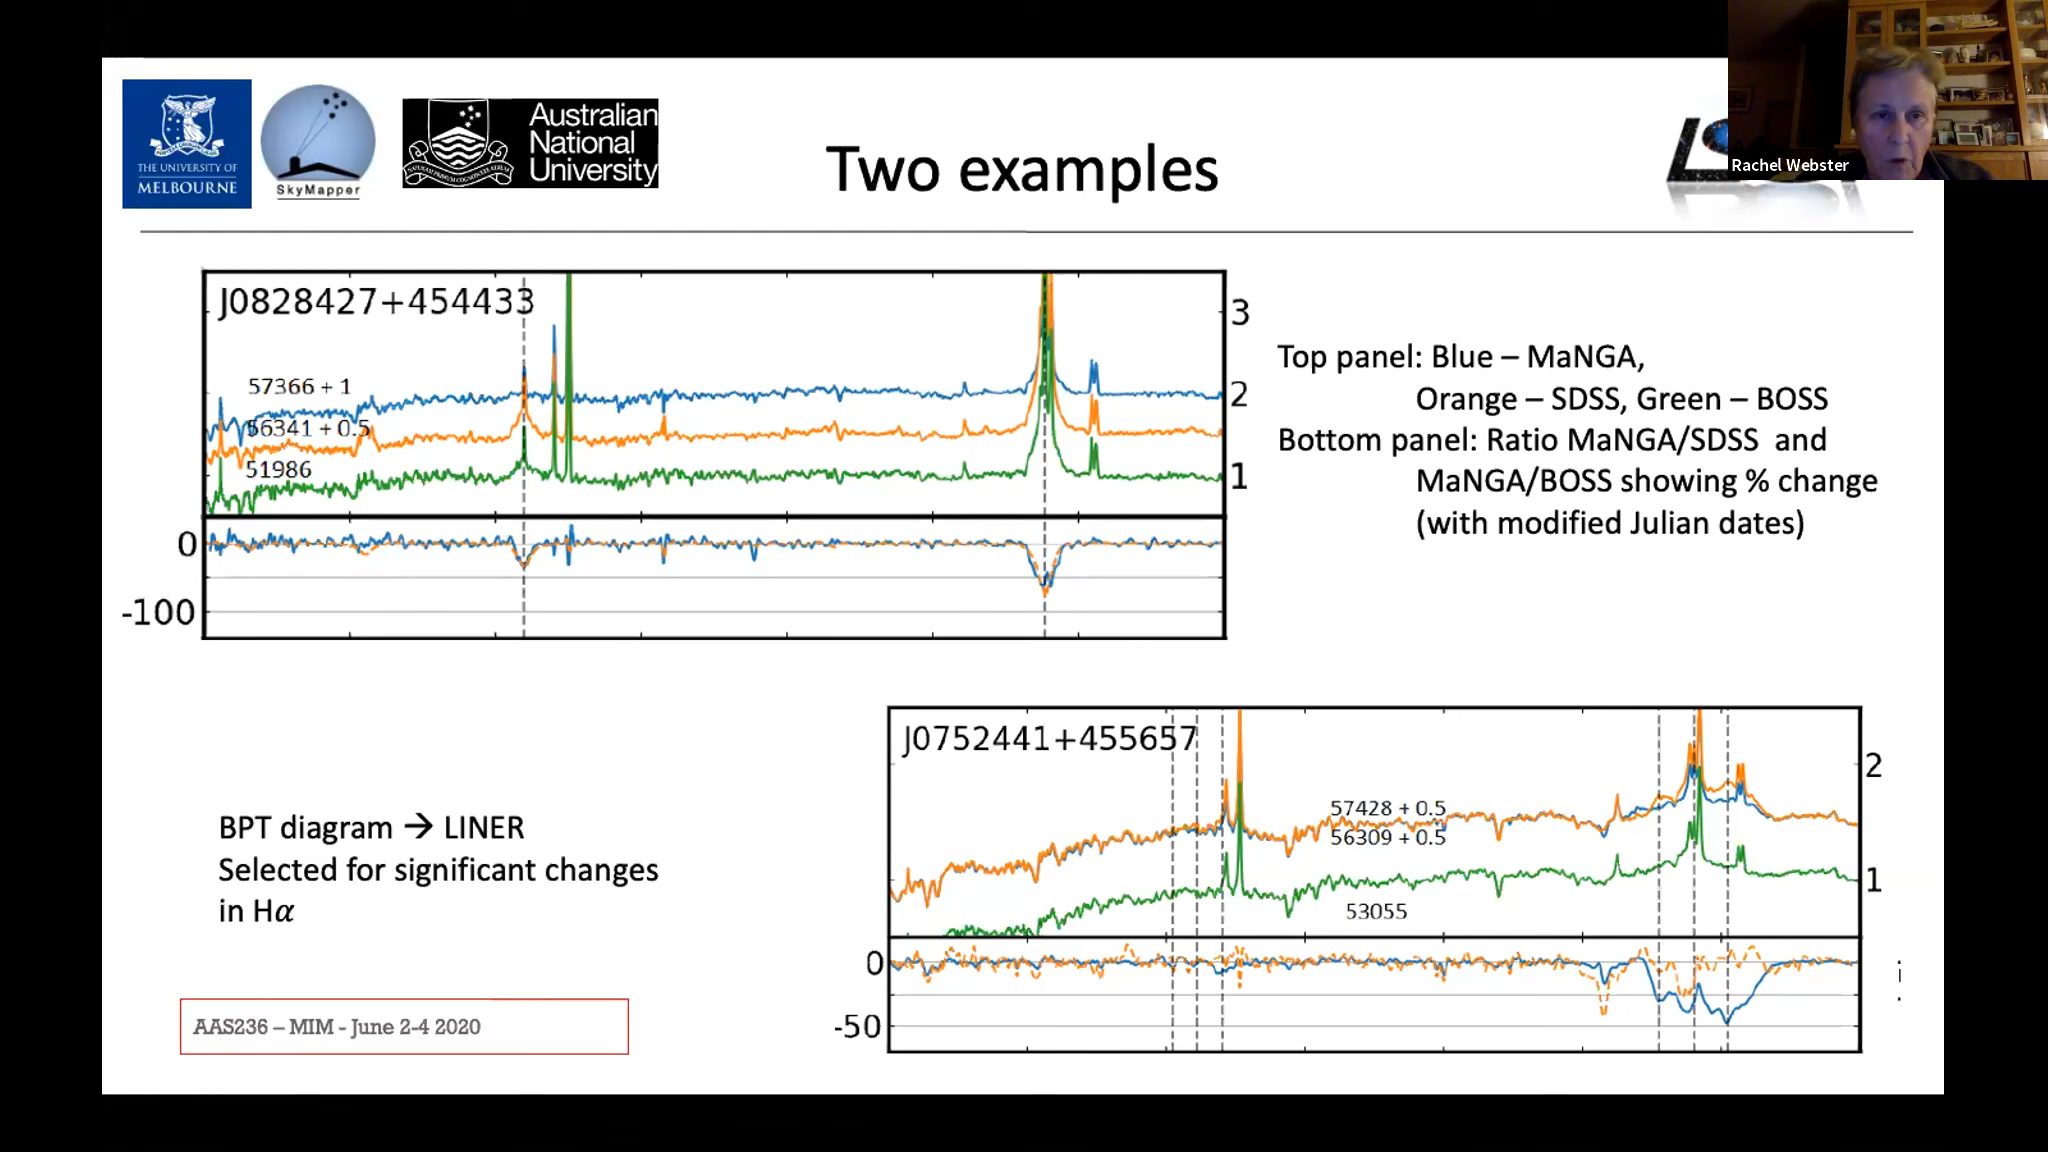 THE UNIVERSITY OF
MELBOURNE
SkyMapper
Australian
National
University
Two examples
Rachel Webster
J0828427+454433
57366 + 1
56341 + 0.5
51986
3
2
1
0
-100
Top panel: Blue – MaNGA,
Orange – SDSS, Green – BOSS
Bottom panel: Ratio MaNGA/SDSS and
MaNGA/BOSS showing % change
(with modified Julian dates)
BPT diagram → LINER
Selected for significant changes
in Hα
J0752441+455657
57428 + 0.5
56309 + 0.5
53055
2
1
0
-50
AAS236 – MIM - June 2-4 2020